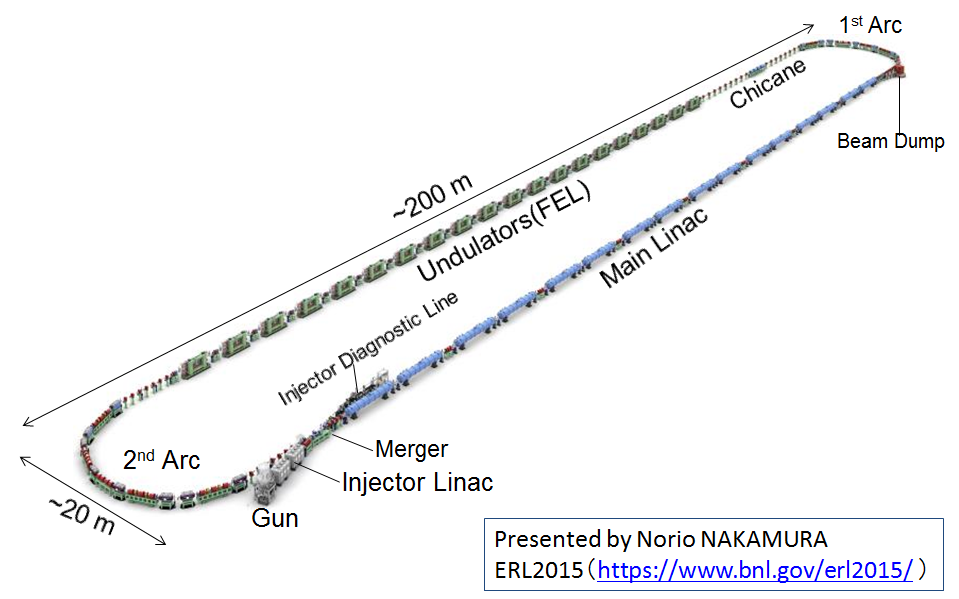 1st Arc
Chicane
Beam Dump
~200 m
Undulators(FEL)
Main Linac
Injector Diagnostic Line
Merger
2nd Arc
Injector Linac
~20 m
Gun
Presented by Norio NAKAMURA
ERL2015(https://www.bnl.gov/erl2015/ )